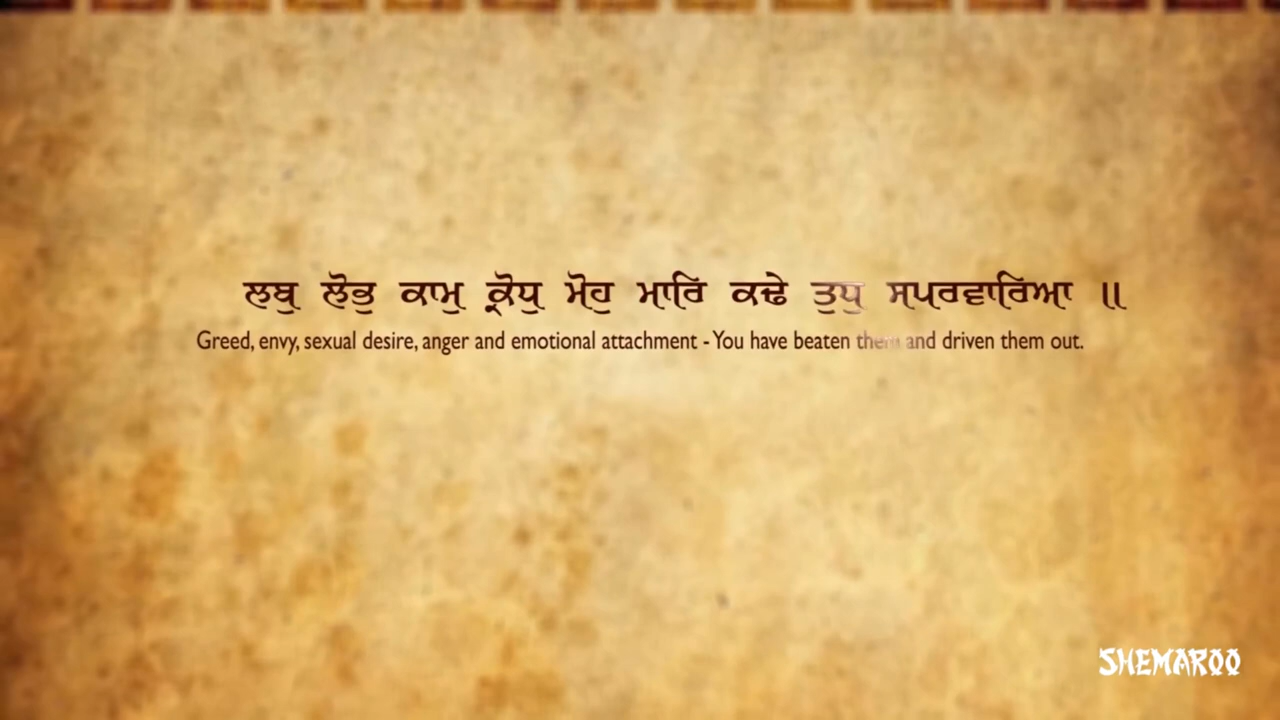 ਲਬੁ ਲੋਭੁ ਕਾਮੁ ਕ੍ਰੋਧੁ ਮੋਹੁ ਮਾਰਿ ਕਢੇ ਤੁਧੁ ਸਪਰਵਾਰਿਆ ॥
Greed, envy, sexual desire, anger and emotional attachment - You have beaten them and driven them out.
SHEMAROO